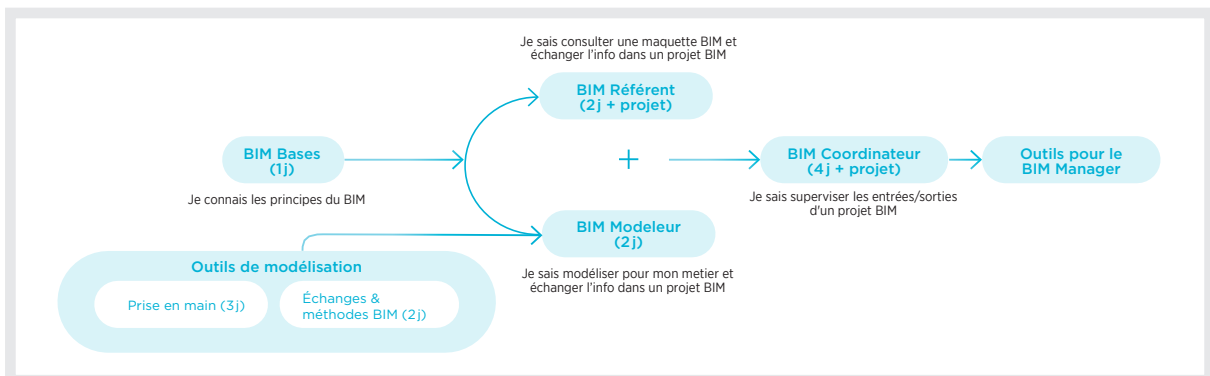 Je sais consulter une maquette BIM et
échanger l'info dans un projet BIM
BIM Référent
(2j + projet)
BIM Bases
(1j)
Je connais les principes du BIM
+
BIM Coordinateur
(4j + projet)
Je sais superviser les entrées/sorties
d'un projet BIM
Outils pour le
BIM Manager
BIM Modeleur
(2j)
Je sais modéliser pour mon metier et
échanger l'info dans un projet BIM
Outils de modélisation
Prise en main (3j)
Échanges &
méthodes BIM (2j)